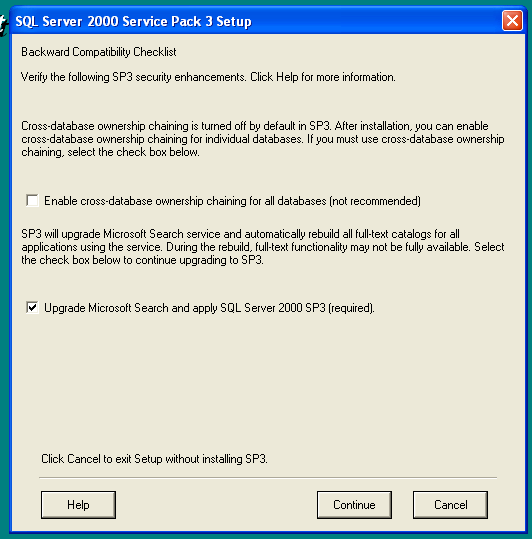 t
SQL Server 2000 Service Pack 3 Setup
Backward Compatibility Checklist
Verify the following SP3 security enhancements. Click Help for more information.
Cross-database ownership chaining is turned off by default in SP3. After installation, you can enable
cross-database ownership chaining for individual databases. If you must use cross-database ownership
chaining, select the check box below.
Enable cross-database ownership chaining for all databases (not recommended)
SP3 will upgrade Microsoft Search service and automatically rebuild all full-text catalogs for all
applications using the service. During the rebuild, full-text functionality may not be fully available. Select
the check box below to continue upgrading to SP3.
Upgrade Microsoft Search and apply SQL Server 2000 SP3 (required).
Click Cancel to exit Setup without installing SP3.
Help
Continue
Cancel